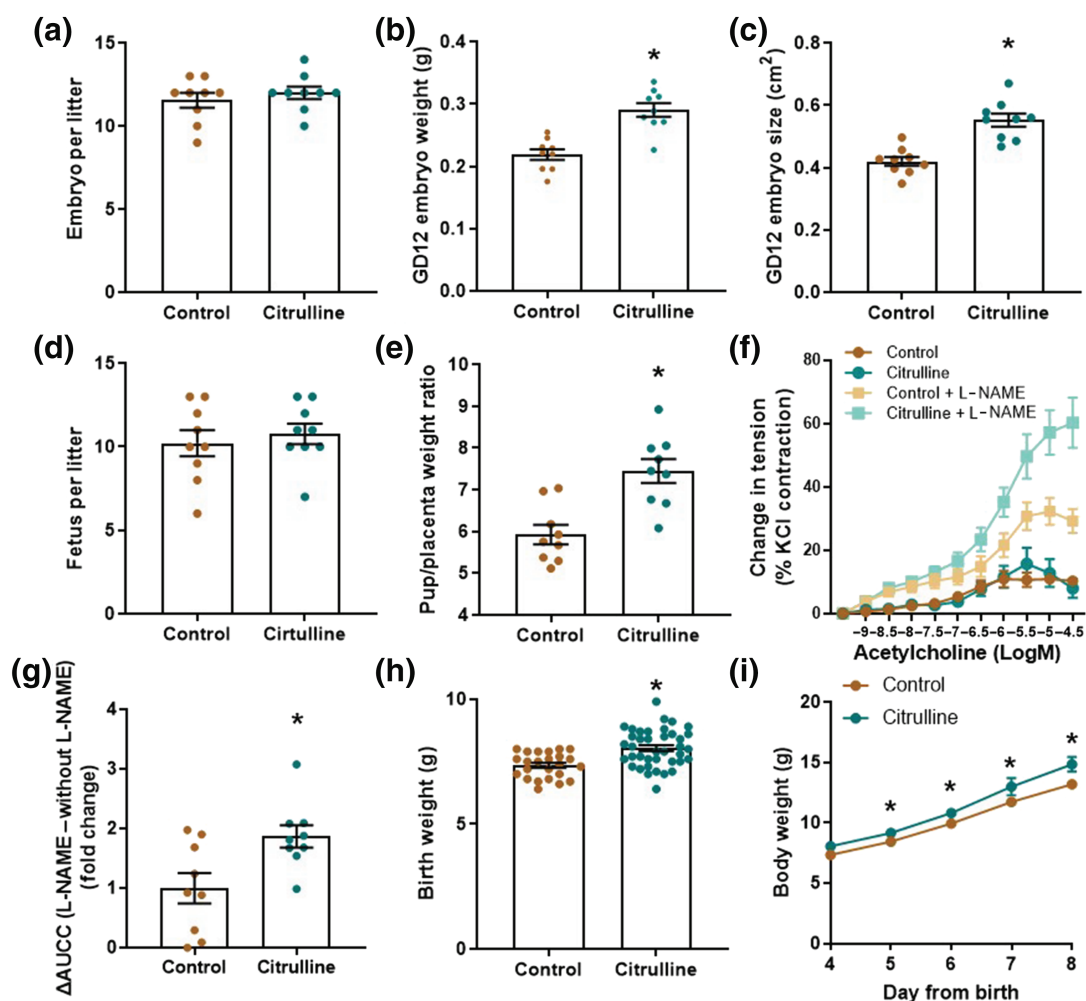 (a)
Embryo per litter
15
10
5
0
Control
Citrulline
(b)
GD12 embryo weight (g)
0.4
0.3
0.2
0.1
0.0
*
Control
Citrulline
(c)
GD12 embryo size (cm²)
0.8
0.6
0.4
0.2
0.0
*
Control
Citrulline
(d)
Fetus per litter
15
10
5
0
Control
Cirtulline
(e)
Pup/placenta weight ratio
10
9
8
7
6
5
4
*
Control
Citrulline
(f)
Control
Citrulline
Control + L-NAME
Citrulline + L-NAME
Change in tension
(% KCl contraction)
80
60
40
20
0
-9 -8.5 -8 -7.5 -7 -6.5 -6 -5.5 -5 -4.5
Acetylcholine (LogM)
(g)
ΔAUCC (L-NAME – without L-NAME)
(fold change)
4
3
2
1
0
*
Control
Citrulline
(h)
Birth weight (g)
10
5
0
*
Control
Citrulline
(i)
Control
Citrulline
Body weight (g)
20
15
10
5
0
* * * *
4 5 6 7 8
Day from birth